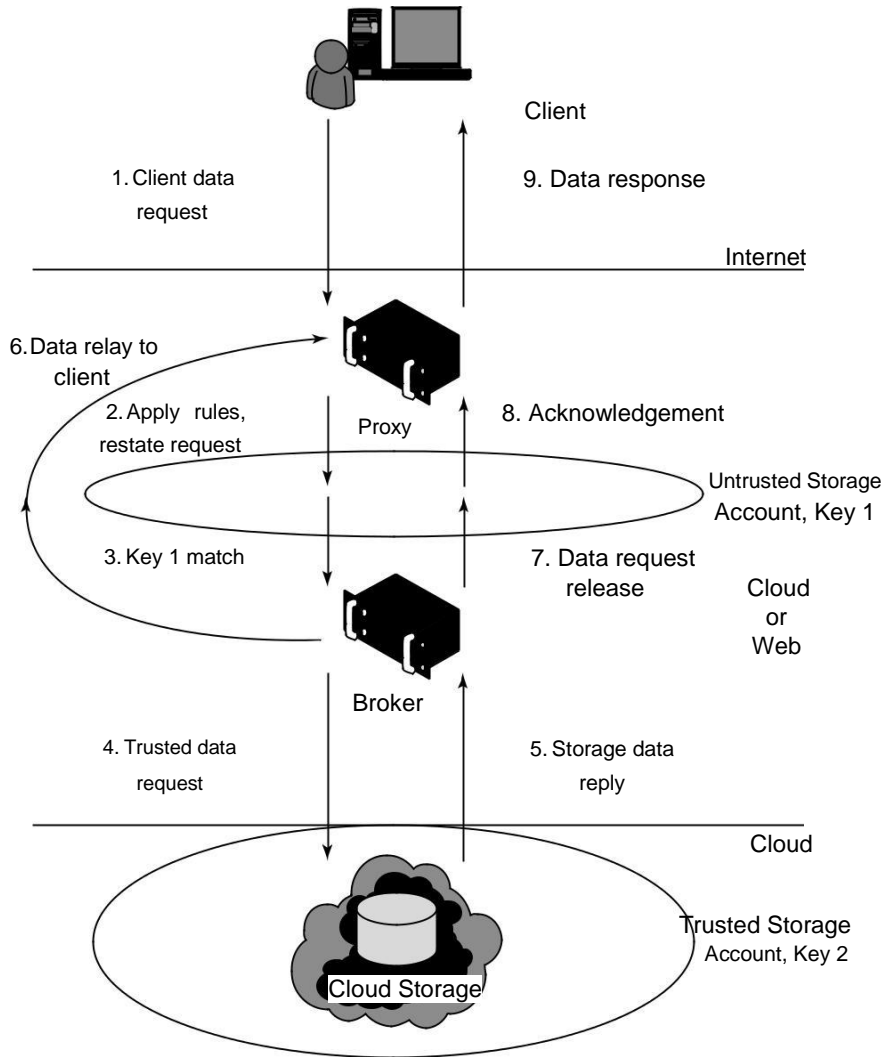 Client
1. Client data
request
9. Data response
Internet
6.Data relay to
client
2. Apply rules,
restate request
Proxy
8. Acknowledgement
Untrusted Storage
Account, Key 1
3. Key 1 match
7. Data request
release
Cloud
or
Web
Broker
4. Trusted data
request
5. Storage data
reply
Cloud
Trusted Storage
Account, Key 2
Cloud Storage